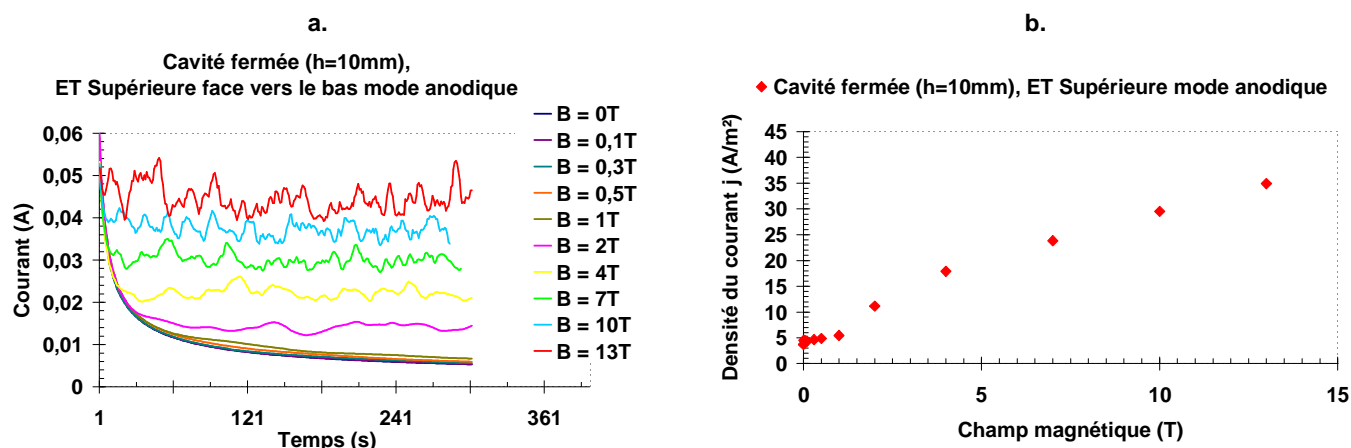 a.
Cavité fermée (h=10mm),
ET Supérieure face vers le bas mode anodique
Courant (A)
0,06
0,05
0,04
0,03
0,02
0,01
0
1
121
241
361
Temps (s)
B = 0T
B = 0,1T
B = 0,3T
B = 0,5T
B = 1T
B = 2T
B = 4T
B = 7T
B = 10T
B = 13T
b.
Cavité fermée (h=10mm), ET Supérieure mode anodique
Densité du courant j (A/m²)
45
40
35
30
25
20
15
10
5
0
0
5
10
15
Champ magnétique (T)